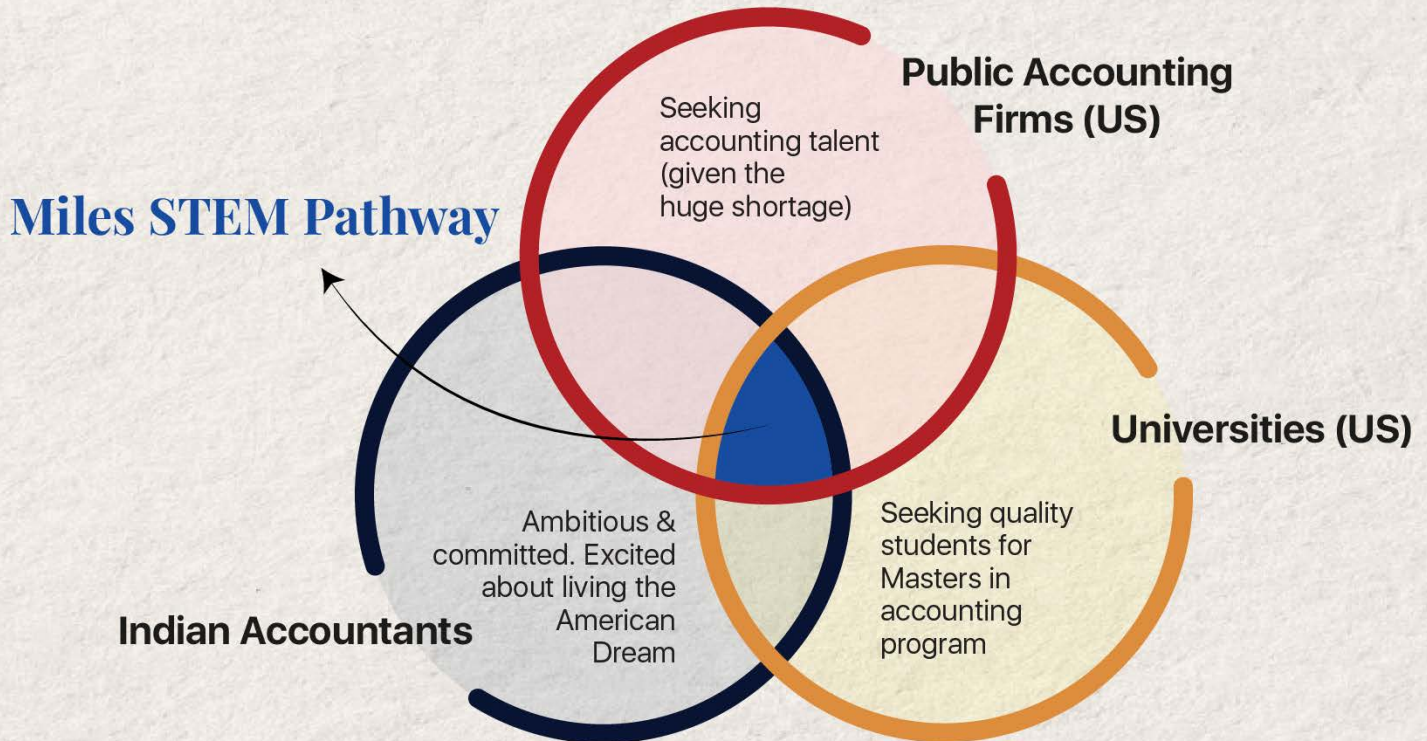 Public Accounting
Firms (US)
Seeking
accounting talent
(given the
huge shortage)
Miles STEM Pathway
Universities (US)
Ambitious &
committed. Excited
about living the
American
Dream
Seeking quality
students for
Masters in
accounting
program
Indian Accountants